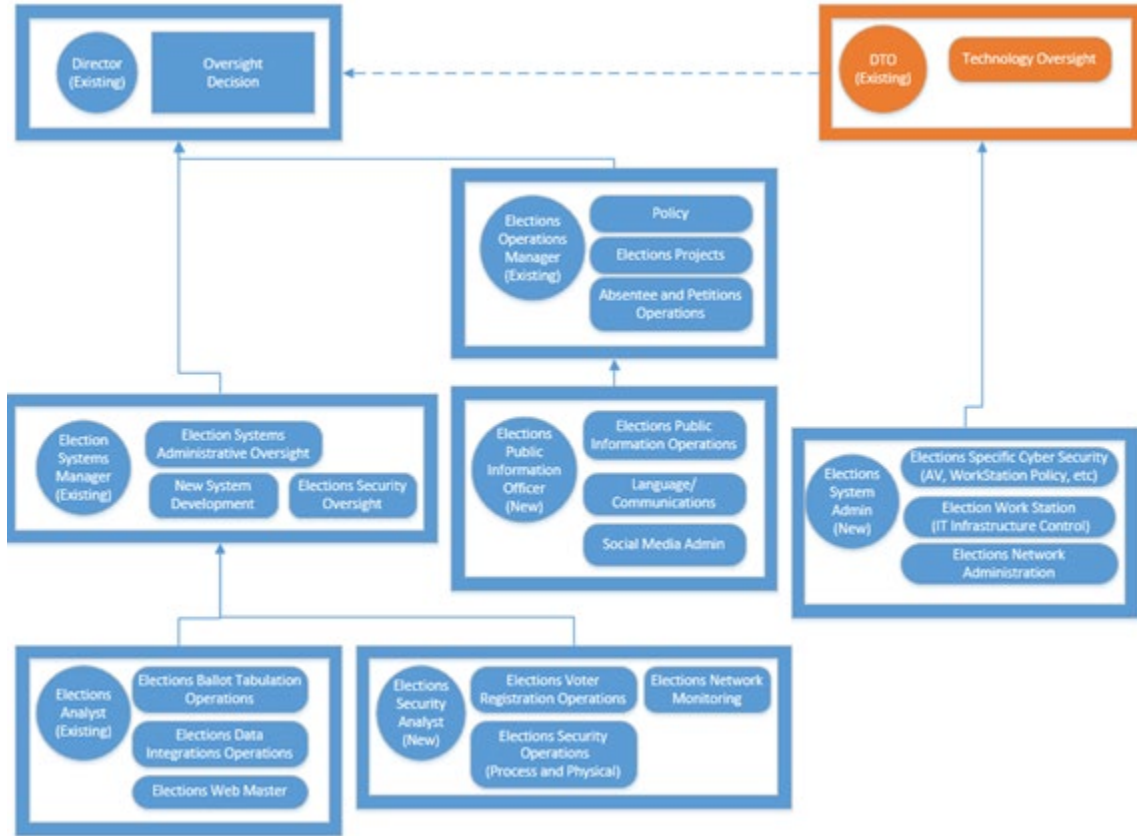 Director
(Existing)
Oversight
Decision
DTO
(Existing)
Technology Oversight
Elections
Operations
Manager
(Existing)
Policy
Elections Projects
Absentee and Petitions
Operations
Election
Systems
Manager
(Existing)
Election Systems
Administrative Oversight
New System
Development
Elections Security
Oversight
Elections
Public
Information
Officer
(New)
Elections Public
Information Operations
Language/
Communications
Social Media Admin
Elections
System
Admin
(New)
Elections Specific Cyber Security
(AV, WorkStation Policy, etc)
Election Work Station
(IT Infrastructure Control)
Elections Network
Administration
Elections
Analyst
(Existing)
Elections Ballot Tabulation
Operations
Elections Data
Integrations Operations
Elections Web Master
Elections
Security
Analyst
(New)
Elections Voter
Registration Operations
Elections Network
Monitoring
Elections Security
Operations
(Process and Physical)